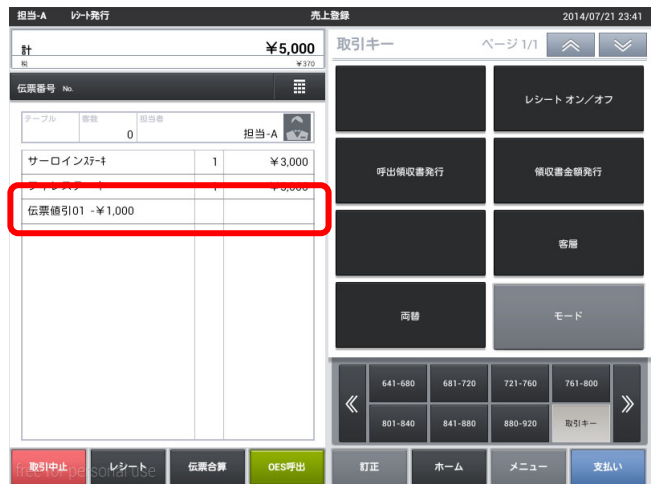 担当-A ﾚｼｰﾄ発行 売上登録 2014/07/21 23:41
計 ¥5,000
税 ¥370
伝票番号 No.
テーブル 客数 担当者
0 担当-A
サーロインｽﾃｰｷ 1 ¥3,000
伝票値引01 -¥1,000
取引キー ページ 1/1
レシート オン／オフ
呼出領収書発行 領収書金額発行
客層
両替 モード
641-680 681-720 721-760 761-800
801-840 841-880 880-920 取引キー
取引中止 レシート 伝票合算 OES呼出 訂正 ホーム メニュー 支払い
free for personal use